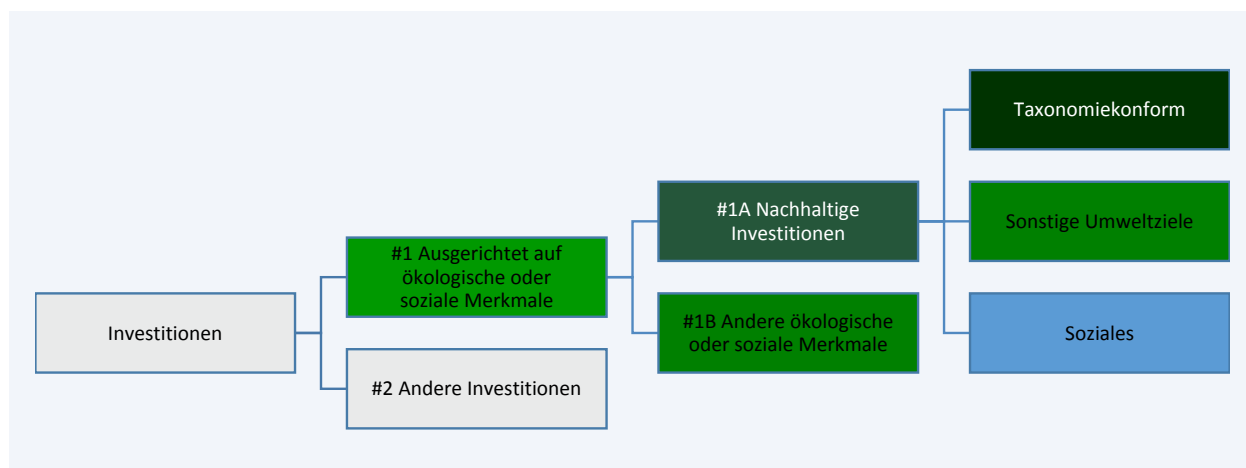 Investitionen
#1 Ausgerichtet auf
ökologische oder
soziale Merkmale
#2 Andere Investitionen
#1A Nachhaltige
Investitionen
#1B Andere ökologische
oder soziale Merkmale
Taxonomiekonform
Sonstige Umweltziele
Soziales